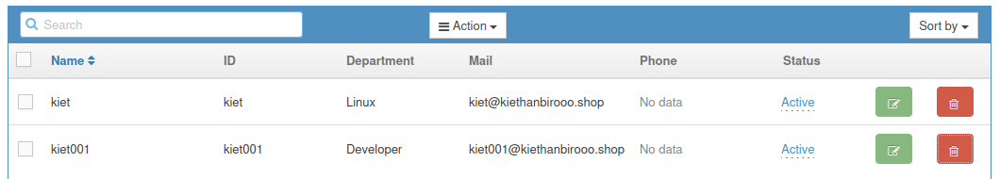 Search Action Sort by
Name ID Department Mail Phone Status
kiet kiet Linux kiet@kiethanbirooo.shop No data Active
kiet001 kiet001 Developer kiet001@kiethanbirooo.shop No data Active